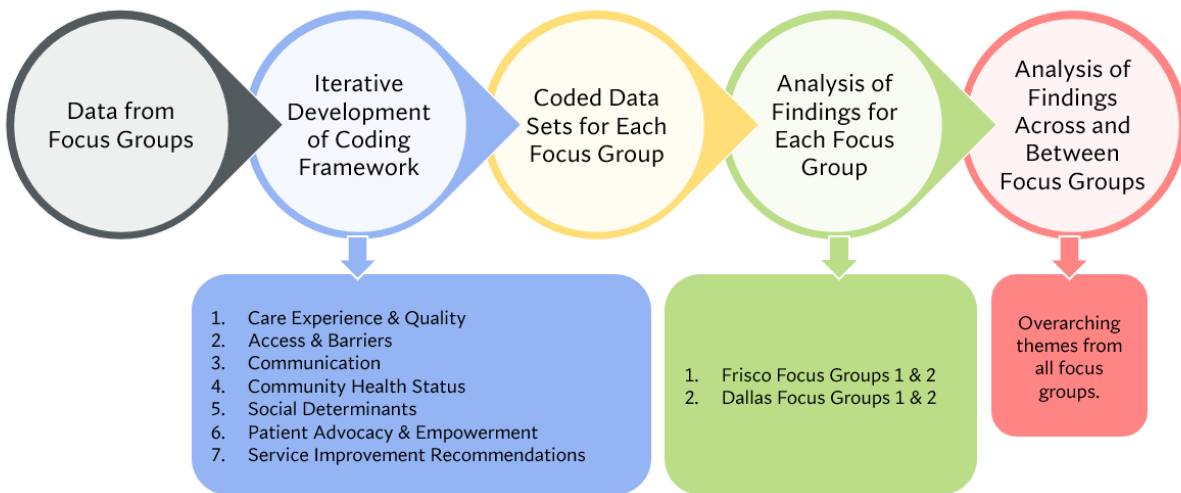 Data from
Focus Groups
Iterative
Development
of Coding
Framework
Coded Data
Sets for Each
Focus Group
Analysis of
Findings for
Each Focus
Group
Analysis of
Findings
Across and
Between
Focus Groups
1. Care Experience & Quality
2. Access & Barriers
3. Communication
4. Community Health Status
5. Social Determinants
6. Patient Advocacy & Empowerment
7. Service Improvement Recommendations
1. Frisco Focus Groups 1 & 2
2. Dallas Focus Groups 1 & 2
Overarching
themes from
all focus
groups.